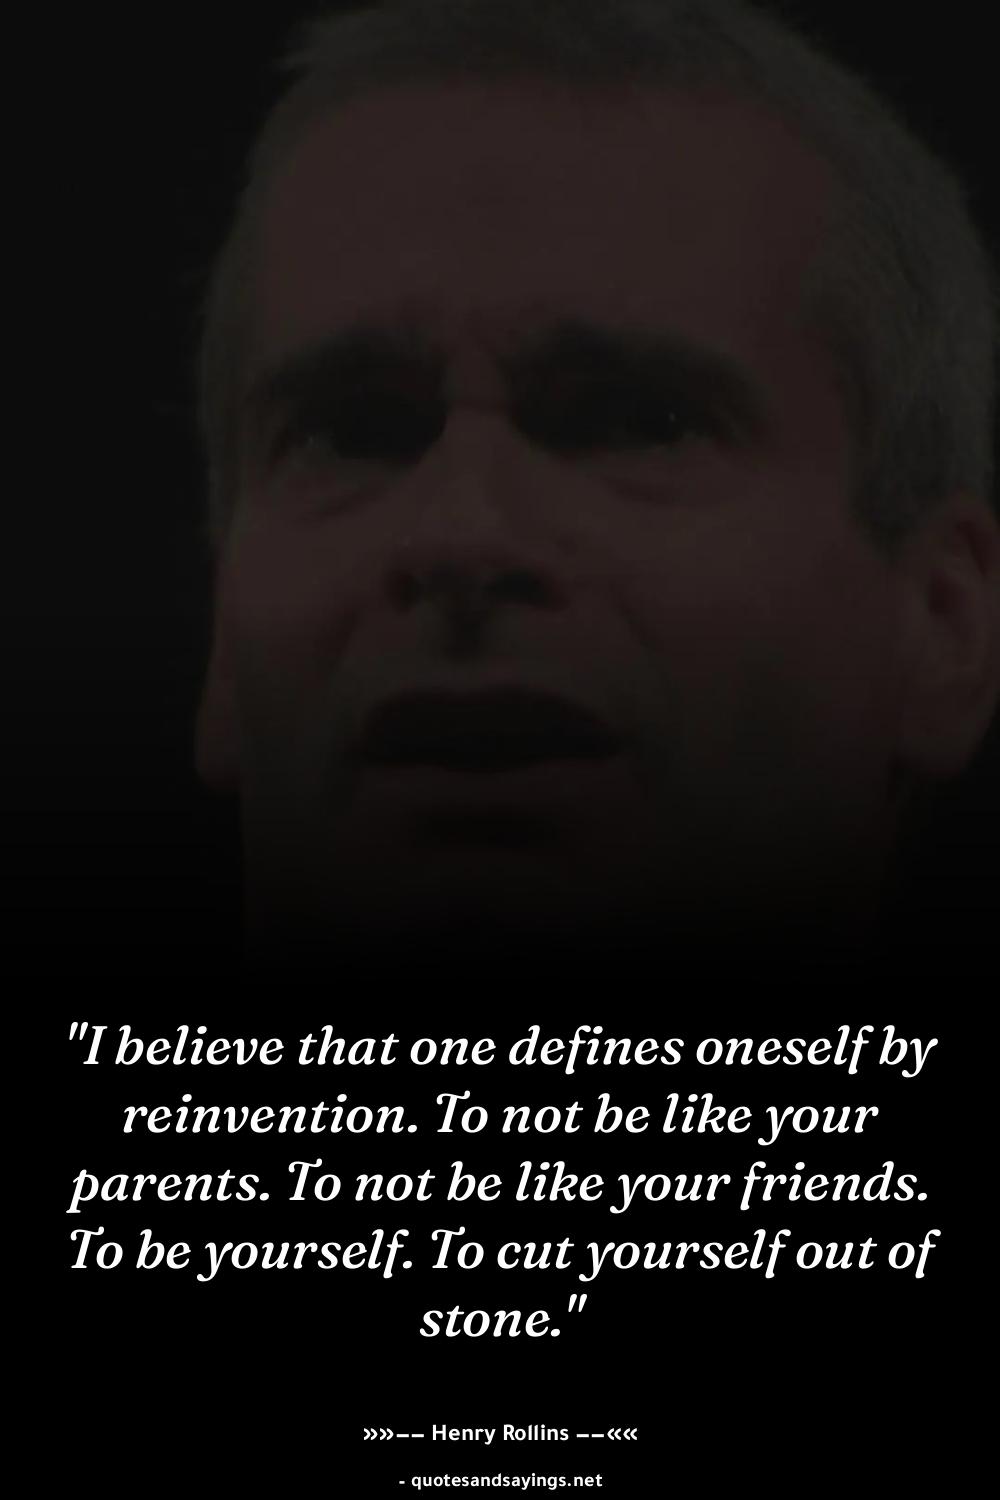 "I believe that one defines oneself by
reinvention. To not be like your
parents. To not be like your friends.
To be yourself. To cut yourself out of
stone."
»»–– Henry Rollins ––««
- quotesandsayings.net